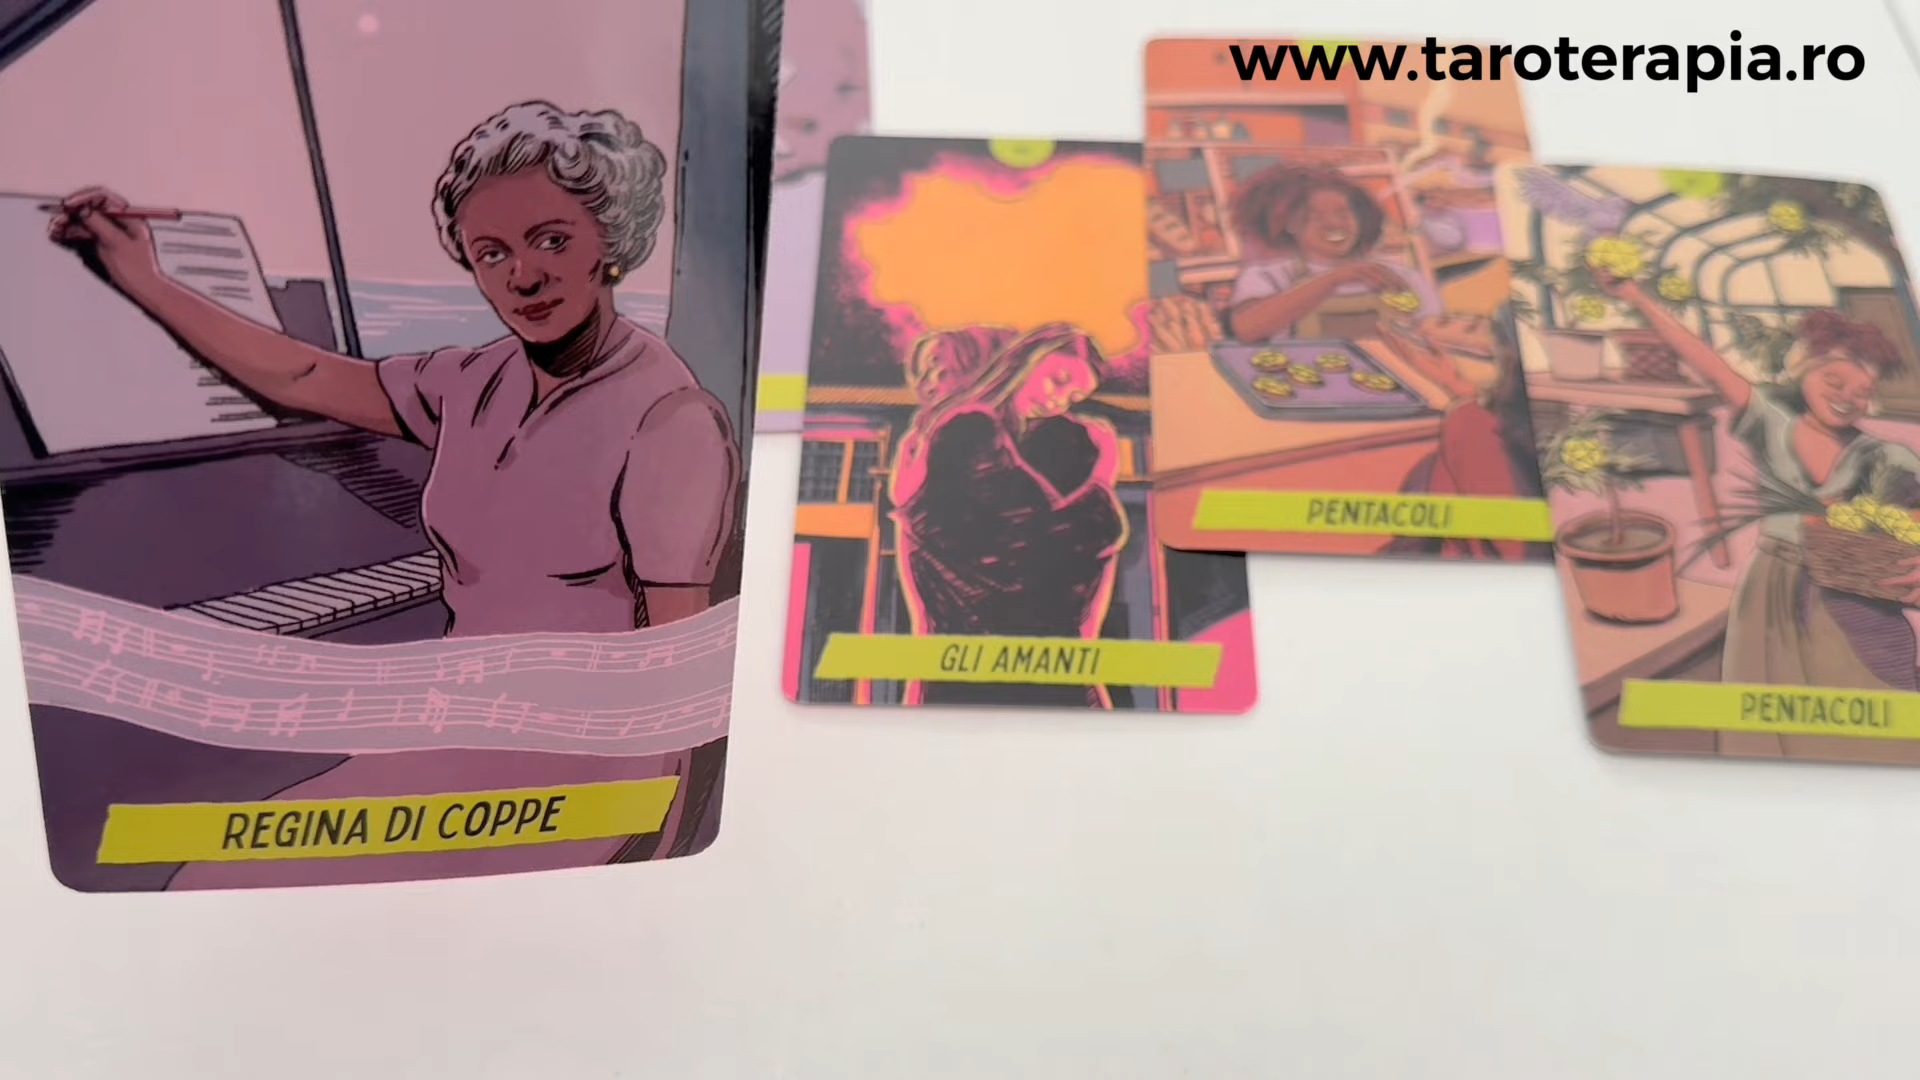 www.taroterapia.ro
PENTACOLI
GLI AMANTI
PENTACOLI
REGINA DI COPPE